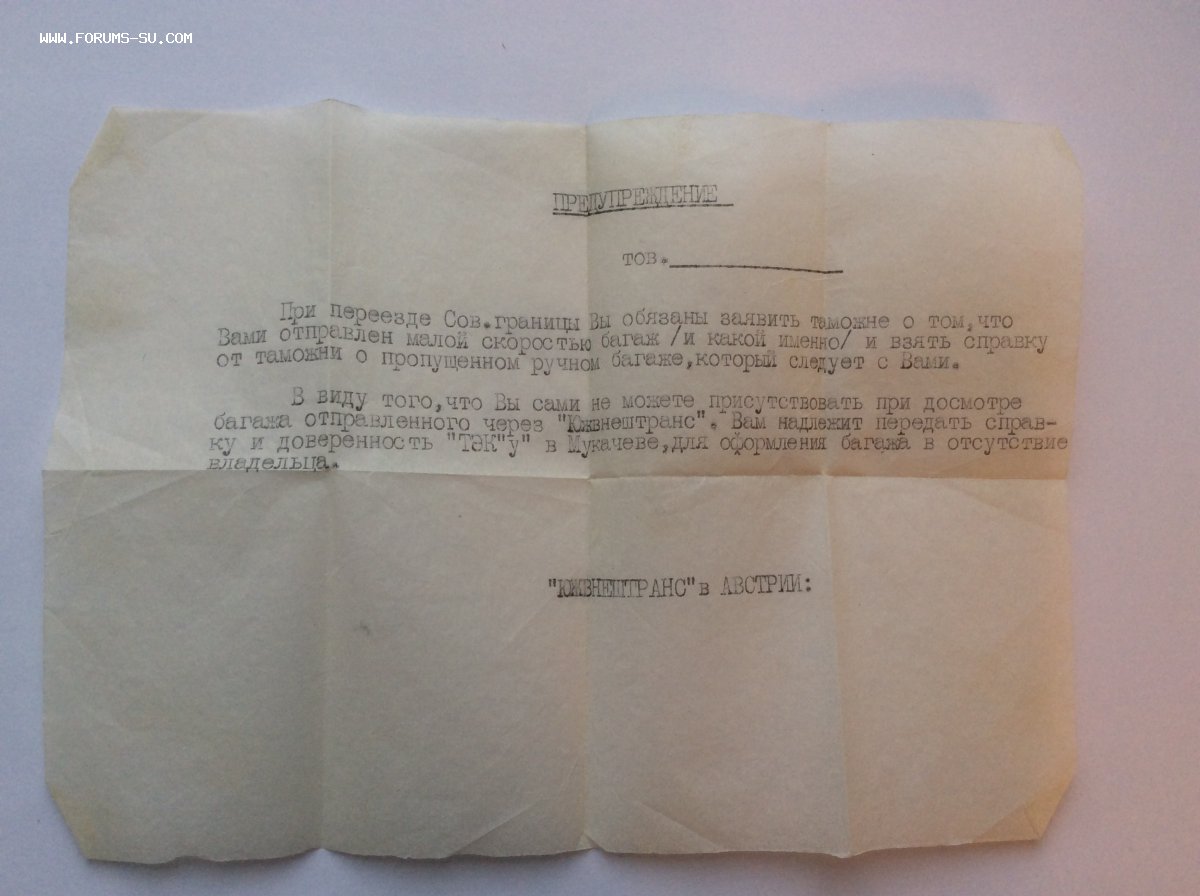 WWW.FORUMS-SU.COM
ПРЕДУПРЕЖДЕНИЕ
тов.
При переезде Сов.границы Вы обязаны заявить таможне о том,что
Вами отправлен малой скоростью багаж /и какой именно/ и взять справку
от таможни о пропущенном ручном багаже,который следует с Вами.
В виду того,что Вы сами не можете присутствовать при досмотре
багажа отправленного через "Южвнештранс". Вам надлежит передать справ-
ку и доверенность "ТЭК"у" в Мукачеве,для оформления багажа в отсутствие
владельца.
"ЮЖВНЕШТРАНС"в АВСТРИИ: